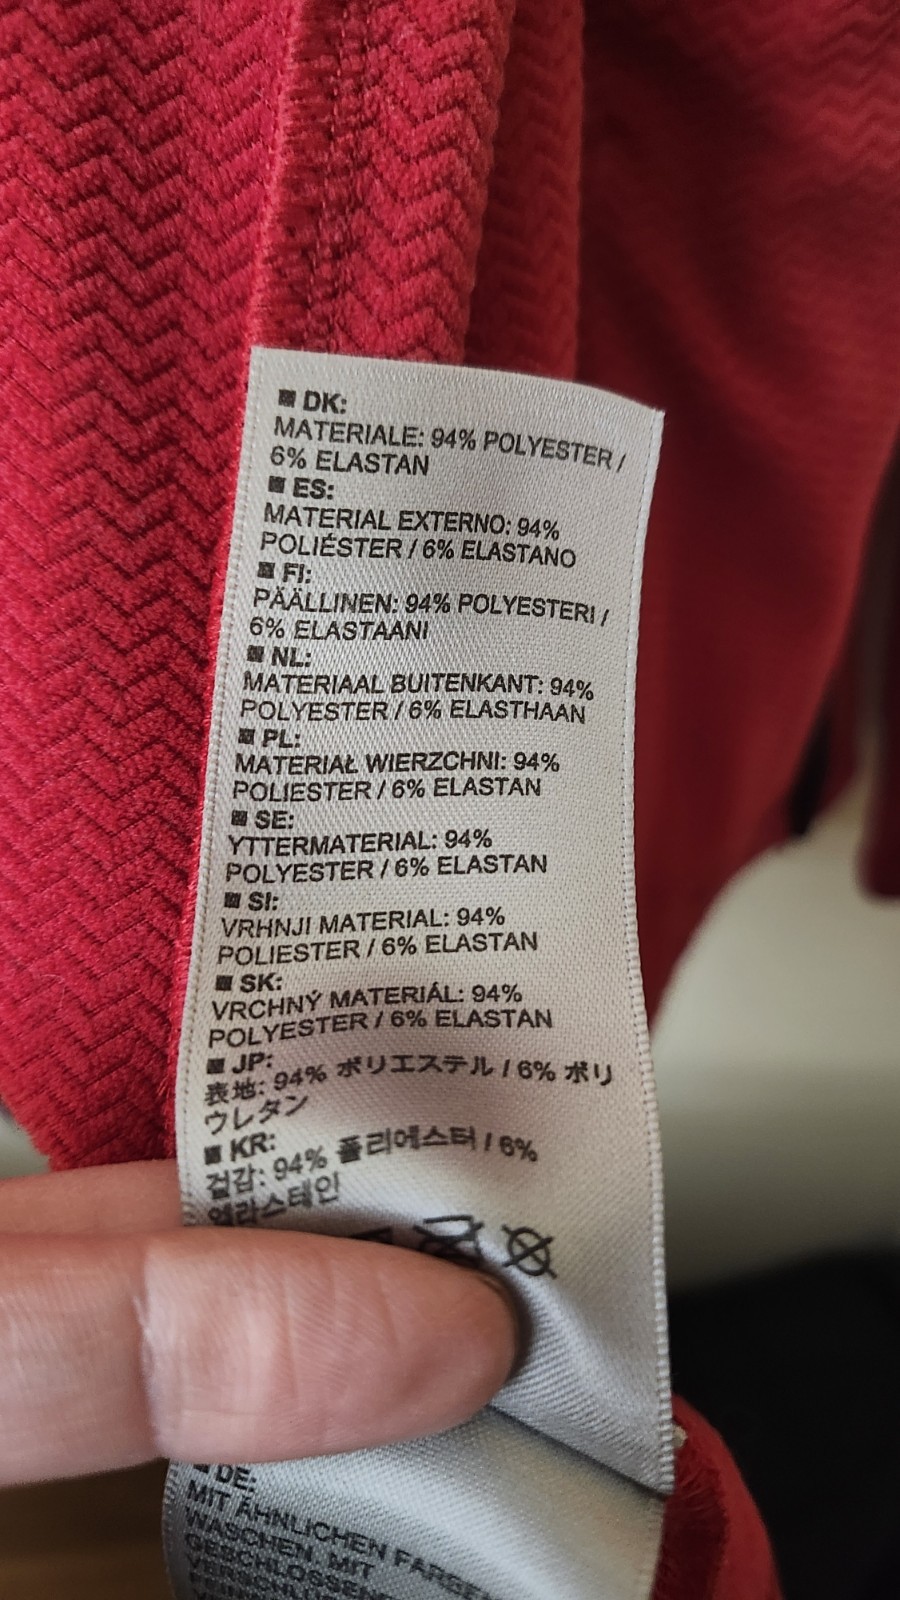 DK:
MATERIALE: 94% POLYESTER /
6% ELASTAN
ES:
MATERIAL EXTERNO: 94%
POLIÉSTER / 6% ELASTANO
FI:
PÄÄLLINEN: 94% POLYESTERI /
6% ELASTAANI
NL:
MATERIAAL BUITENKANT: 94%
POLYESTER / 6% ELASTHAAN
PL:
MATERIAŁ WIERZCHNI: 94%
POLIESTER / 6% ELASTAN
SE:
YTTERMATERIAL: 94%
POLYESTER / 6% ELASTAN
SI:
VRHNJI MATERIAL: 94%
POLIESTER / 6% ELASTAN
SK:
VRCHNÝ MATERIÁL: 94%
POLYESTER / 6% ELASTAN
JP:
表地: 94% ポリエステル / 6% ポリ
ウレタン
KR:
겉감: 94% 폴리에스터 / 6%
엘라스테인
DE:
MIT ÄHNLICHEN
WASCHEN. MIT